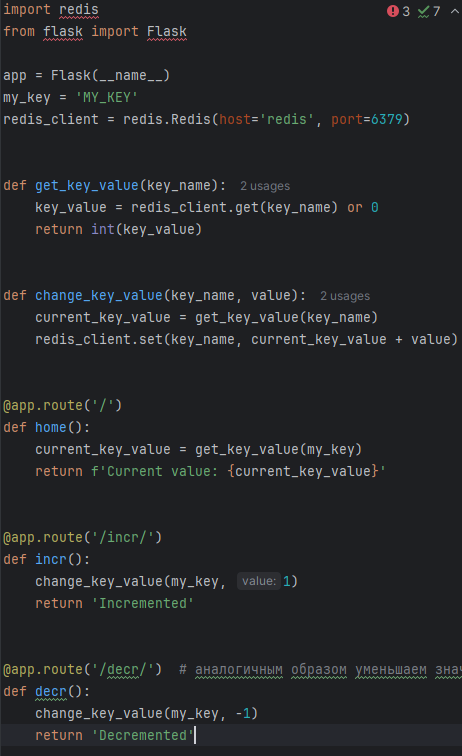 import redis
from flask import Flask
3 7
app = Flask(__name__)
my_key = 'MY_KEY'
redis_client = redis.Redis(host='redis', port=6379)
def get_key_value(key_name): 2 usages
    key_value = redis_client.get(key_name) or 0
    return int(key_value)
def change_key_value(key_name, value): 2 usages
    current_key_value = get_key_value(key_name)
    redis_client.set(key_name, current_key_value + value)
@app.route('/')
def home():
    current_key_value = get_key_value(my_key)
    return f'Current value: {current_key_value}'
@app.route('/incr/')
def incr():
    change_key_value(my_key, value: 1)
    return 'Incremented'
@app.route('/decr/')  # аналогичным образом уменьшаем знач
def decr():
    change_key_value(my_key, -1)
    return 'Decremented'